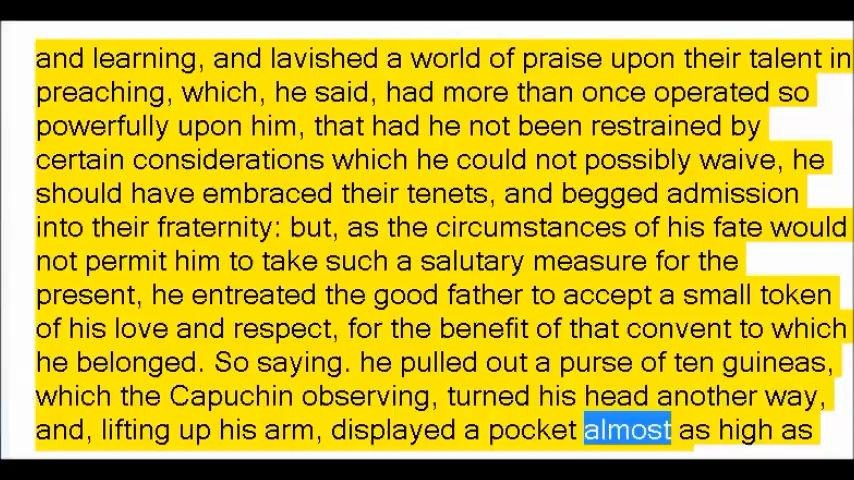 and learning, and lavished a world of praise upon their talent in
preaching, which, he said, had more than once operated so
powerfully upon him, that had he not been restrained by
certain considerations which he could not possibly waive, he
should have embraced their tenets, and begged admission
into their fraternity: but, as the circumstances of his fate would
not permit him to take such a salutary measure for the
present, he entreated the good father to accept a small token
of his love and respect, for the benefit of that convent to which
he belonged. So saying. he pulled out a purse of ten guineas,
which the Capuchin observing, turned his head another way,
and, lifting up his arm, displayed a pocket almost as high as